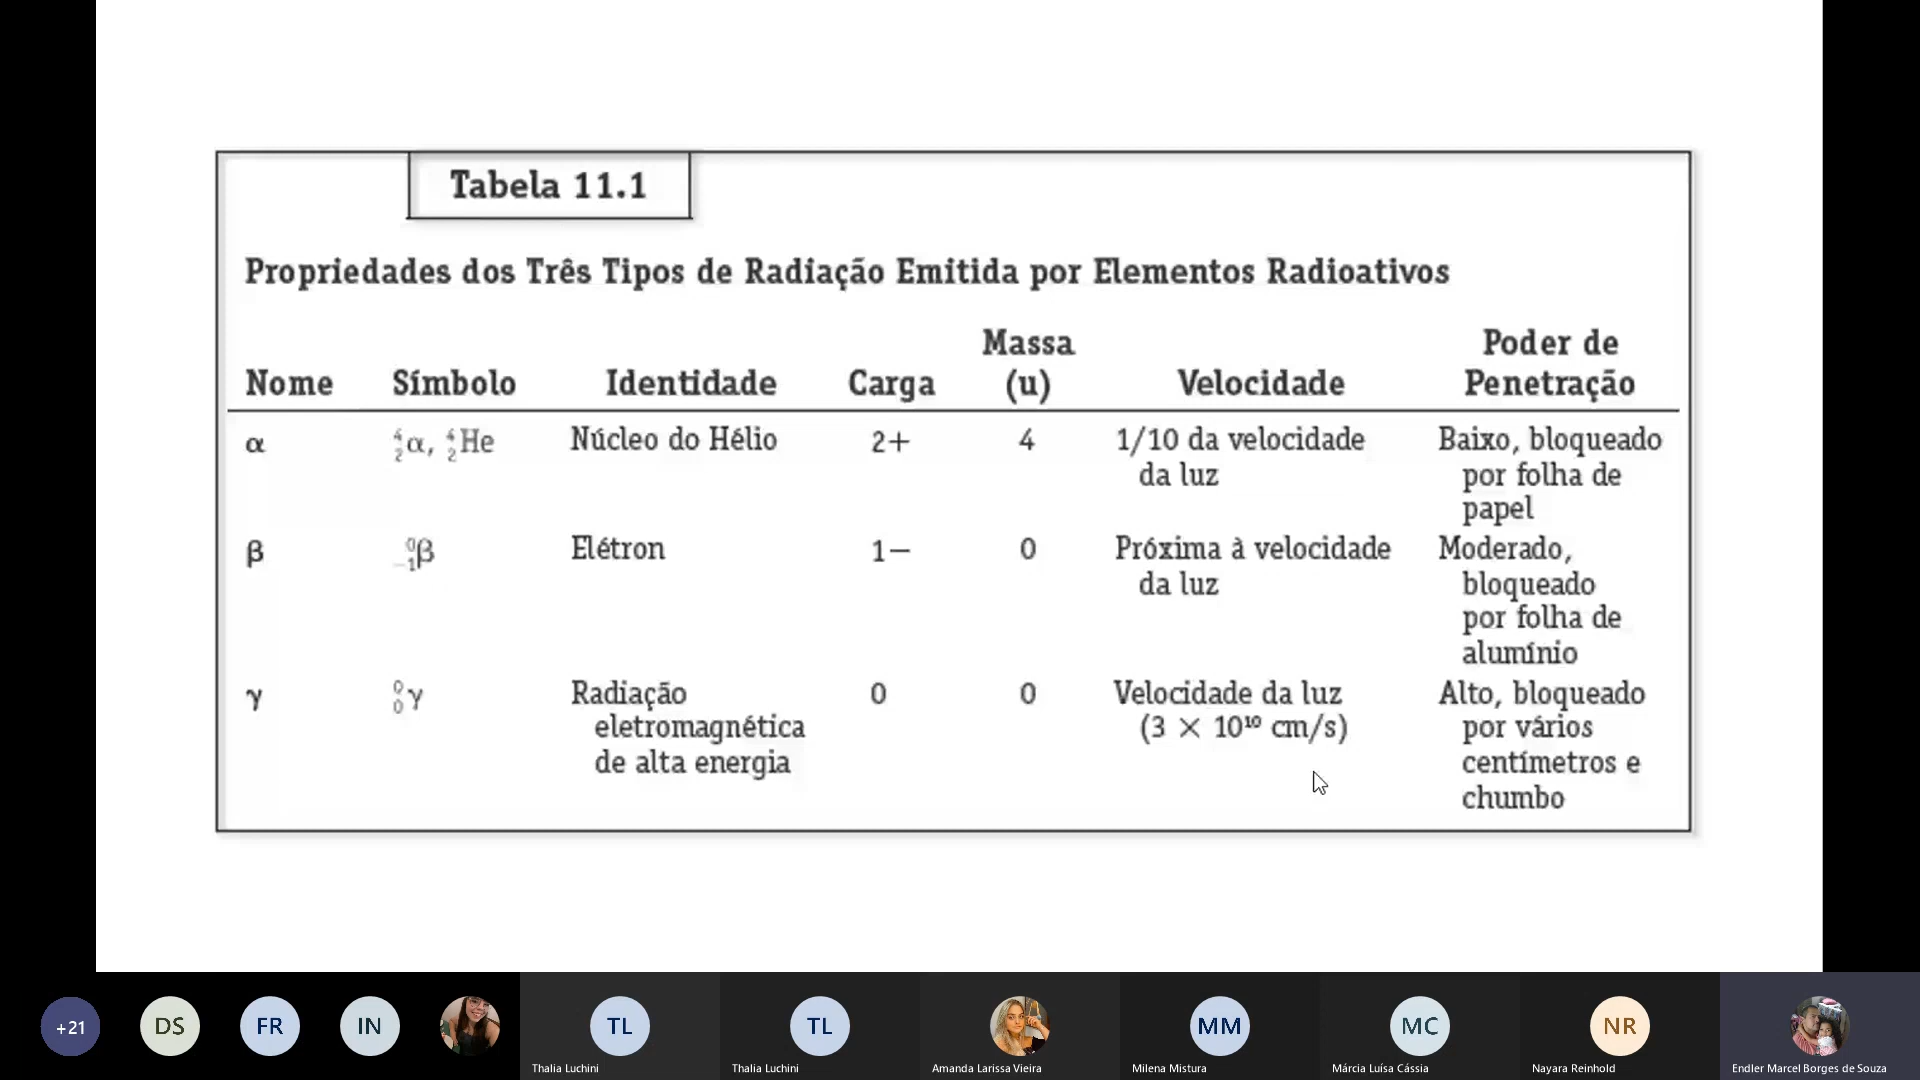 Tabela 11.1
Propriedades dos Três Tipos de Radiação Emitida por Elementos Radioativos
Nome Símbolo Identidade Carga Massa (u) Velocidade Poder de Penetração
α ⁴₂α, ⁴₂He Núcleo do Hélio 2+ 4 1/10 da velocidade da luz Baixo, bloqueado por folha de papel
β ⁰₋₁β Elétron 1− 0 Próxima à velocidade da luz Moderado, bloqueado por folha de alumínio
γ ⁰₀γ Radiação eletromagnética de alta energia 0 0 Velocidade da luz (3 × 10¹⁰ cm/s) Alto, bloqueado por vários centímetros e chumbo
+21 DS FR IN TL TL MM MC NR
Thalia Luchini Thalia Luchini Amanda Larissa Vieira Milena Mistura Márcia Luísa Cássia Nayara Reinhold Endler Marcel Borges de Souza